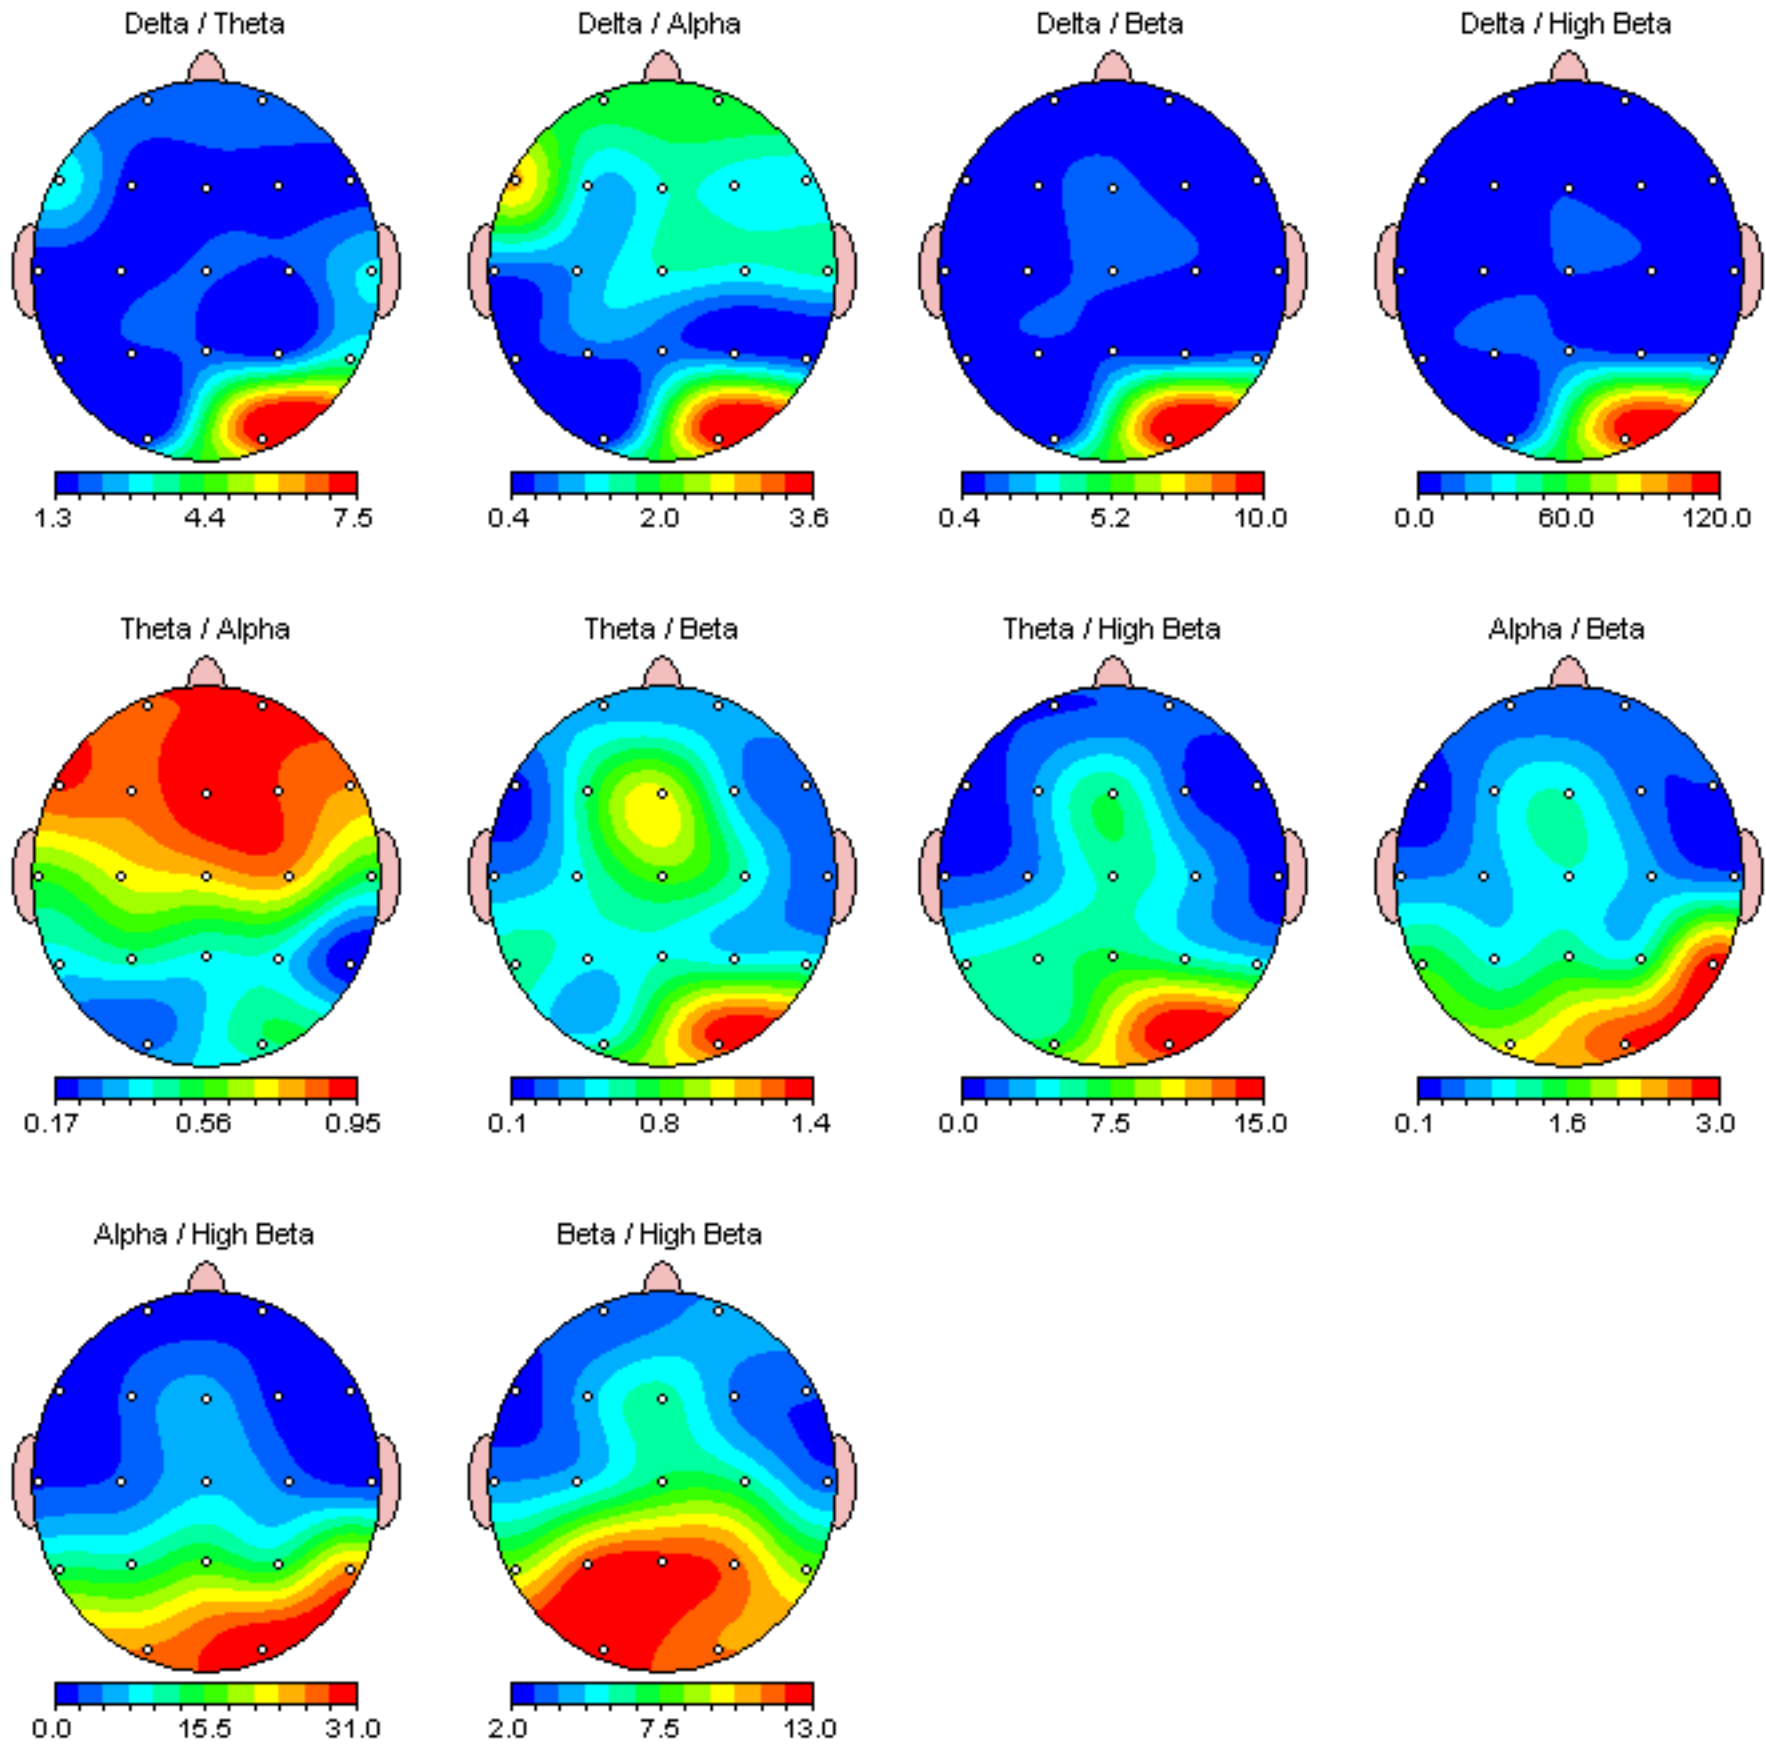 Delta / Theta
Delta / Alpha
Delta / Beta
Delta / High Beta
1.3 4.4 7.5
0.4 2.0 3.6
0.4 5.2 10.0
0.0 60.0 120.0
Theta / Alpha
Theta / Beta
Theta / High Beta
Alpha / Beta
0.17 0.56 0.95
0.1 0.8 1.4
0.0 7.5 15.0
0.1 1.6 3.0
Alpha / High Beta
Beta / High Beta
0.0 15.5 31.0
2.0 7.5 13.0